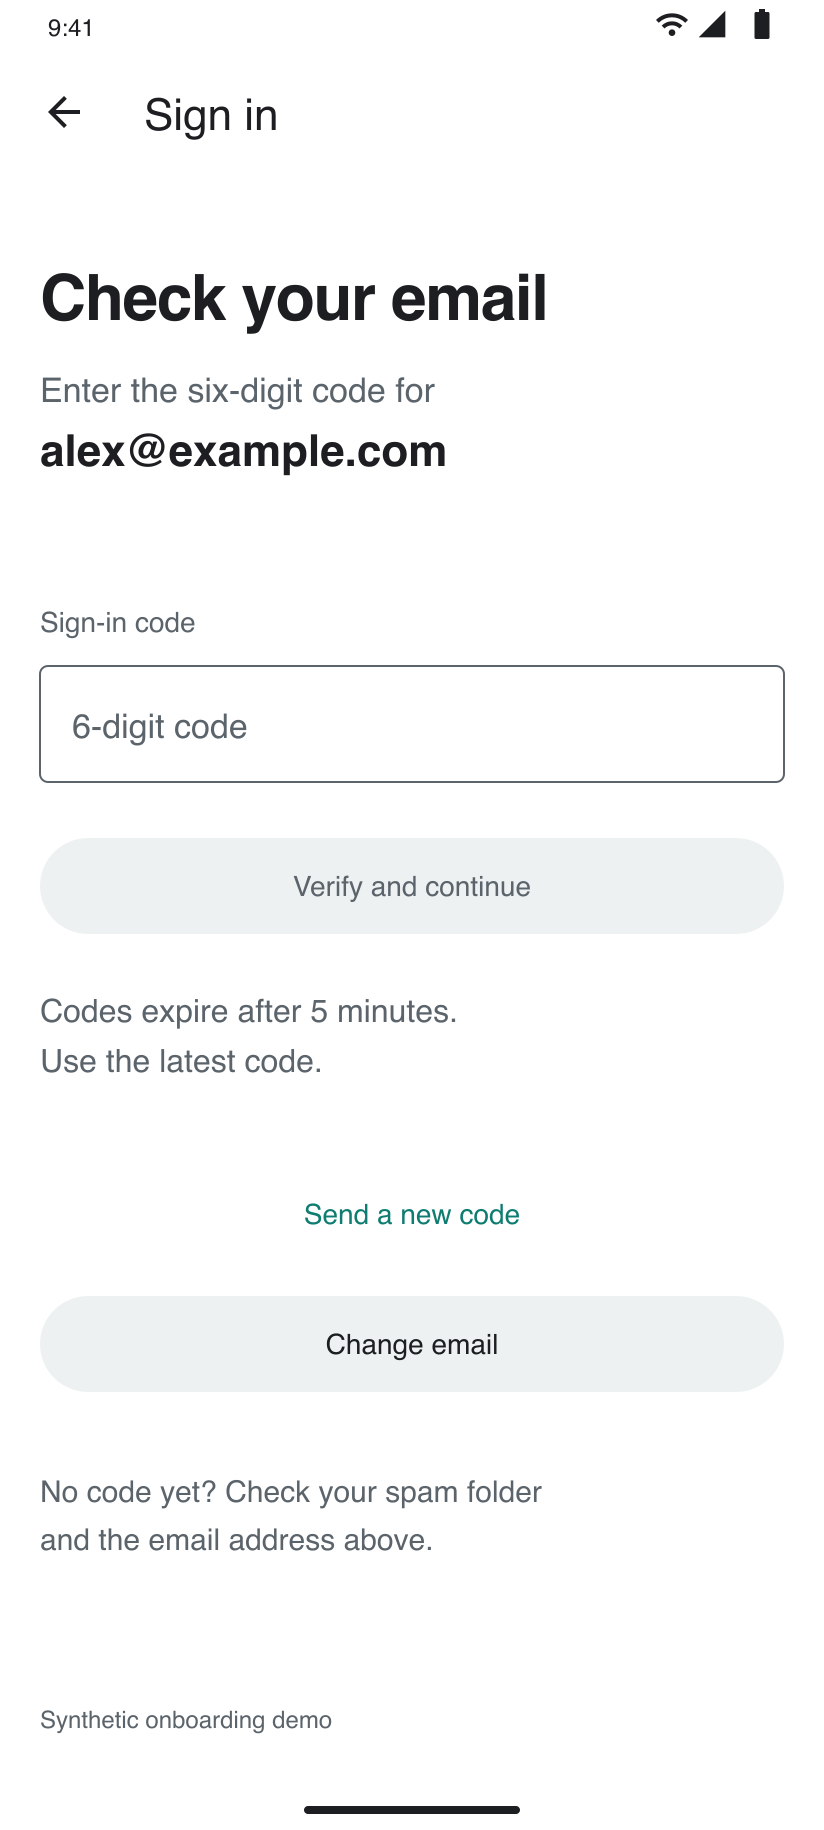 9:41
Sign in
Check your email
Enter the six-digit code for
alex@example.com
Sign-in code
6-digit code
Verify and continue
Codes expire after 5 minutes.
Use the latest code.
Send a new code
Change email
No code yet? Check your spam folder
and the email address above.
Synthetic onboarding demo